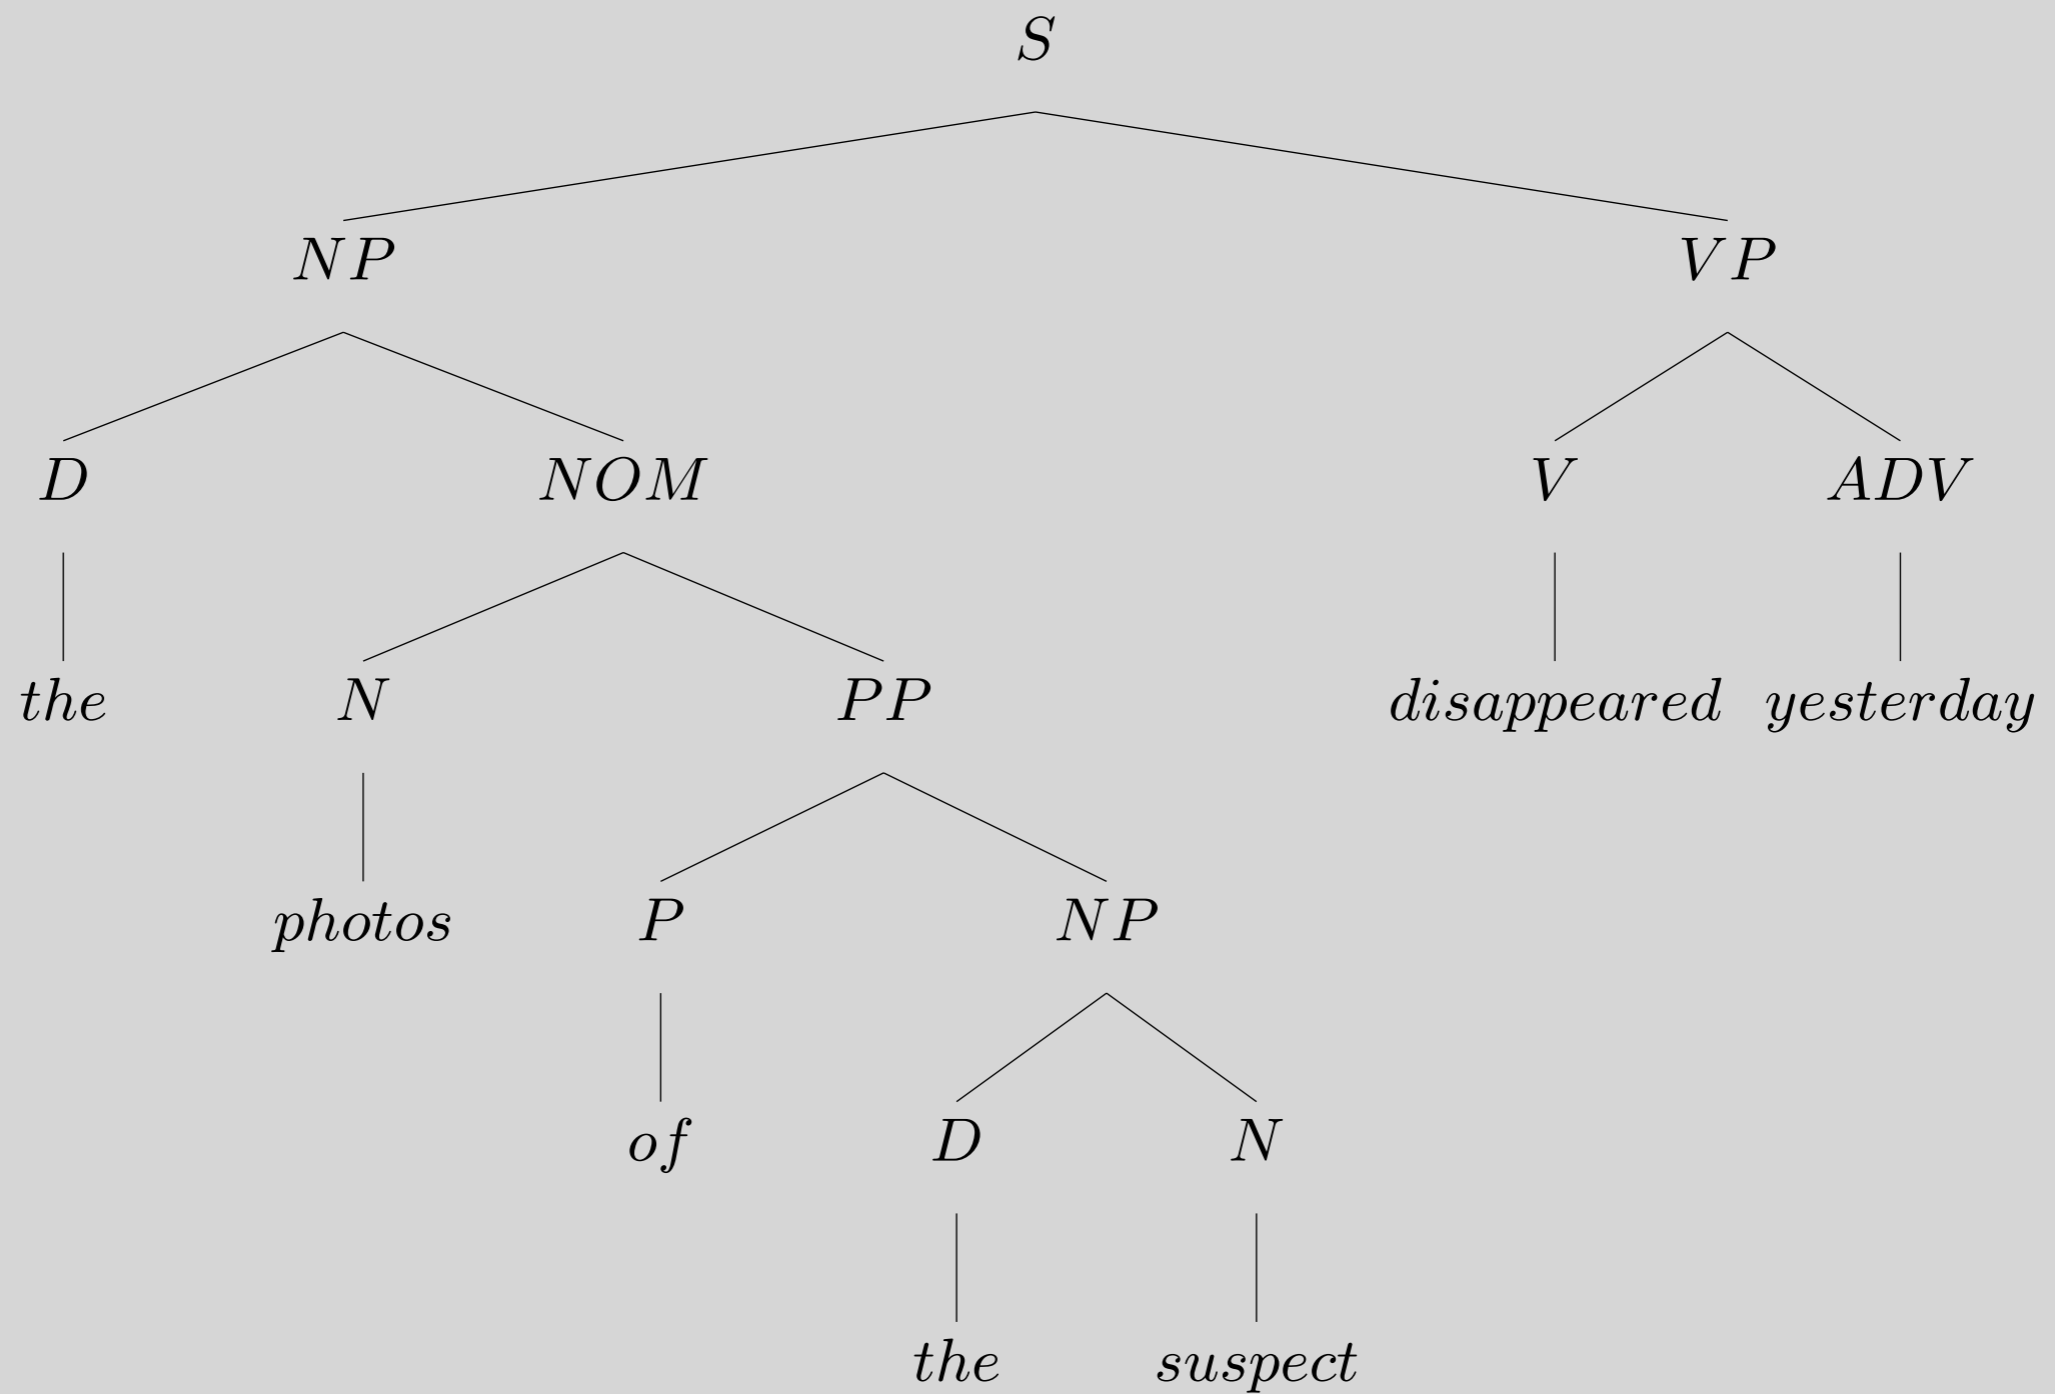 S
NP VP
D NOM V ADV
the N PP disappeared yesterday
photos P NP
of D N
the suspect